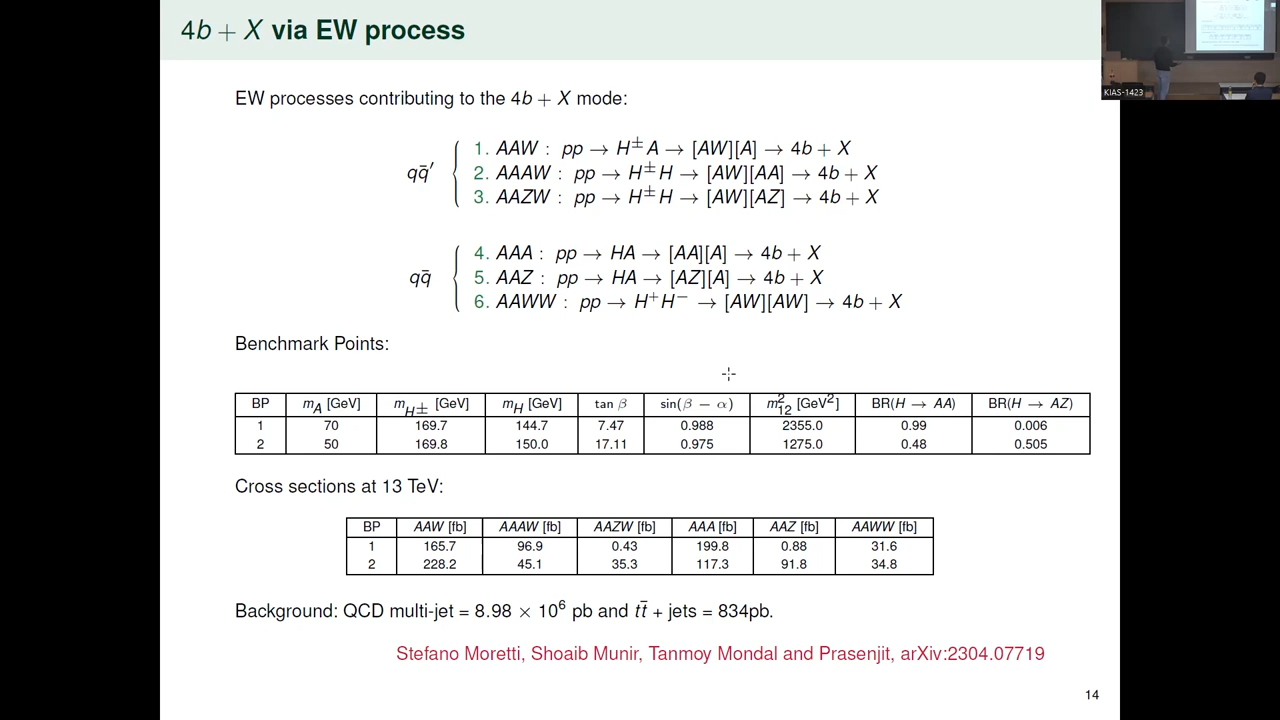 4b + X via EW process
KIAS-1423
EW processes contributing to the 4b + X mode:
qq̄′
1. AAW : pp → H±A → [AW][A] → 4b + X
2. AAAW : pp → H±H → [AW][AA] → 4b + X
3. AAZW : pp → H±H → [AW][AZ] → 4b + X
qq̄
4. AAA : pp → HA → [AA][A] → 4b + X
5. AAZ : pp → HA → [AZ][A] → 4b + X
6. AAWW : pp → H⁺H⁻ → [AW][AW] → 4b + X
Benchmark Points:
BP m_A [GeV] m_H± [GeV] m_H [GeV] tan β sin(β − α) m²₁₂ [GeV²] BR(H → AA) BR(H → AZ)
1 70 169.7 144.7 7.47 0.988 2355.0 0.99 0.006
2 50 169.8 150.0 17.11 0.975 1275.0 0.48 0.505
Cross sections at 13 TeV:
BP AAW [fb] AAAW [fb] AAZW [fb] AAA [fb] AAZ [fb] AAWW [fb]
1 165.7 96.9 0.43 199.8 0.88 31.6
2 228.2 45.1 35.3 117.3 91.8 34.8
Background: QCD multi-jet = 8.98 × 10⁶ pb and tt̄ + jets = 834pb.
Stefano Moretti, Shoaib Munir, Tanmoy Mondal and Prasenjit, arXiv:2304.07719
14